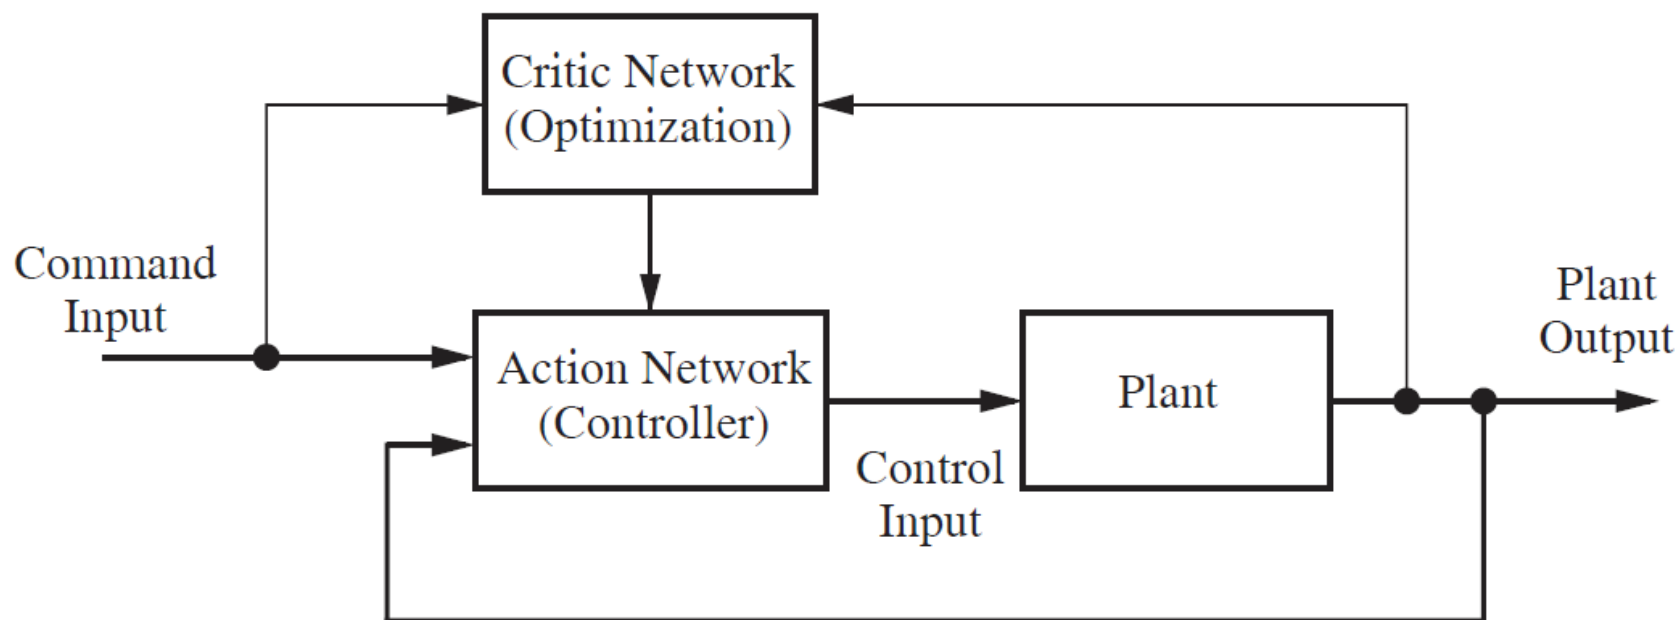 Critic Network
(Optimization)
Command
Input
Action Network
(Controller)
Control
Input
Plant
Plant
Output